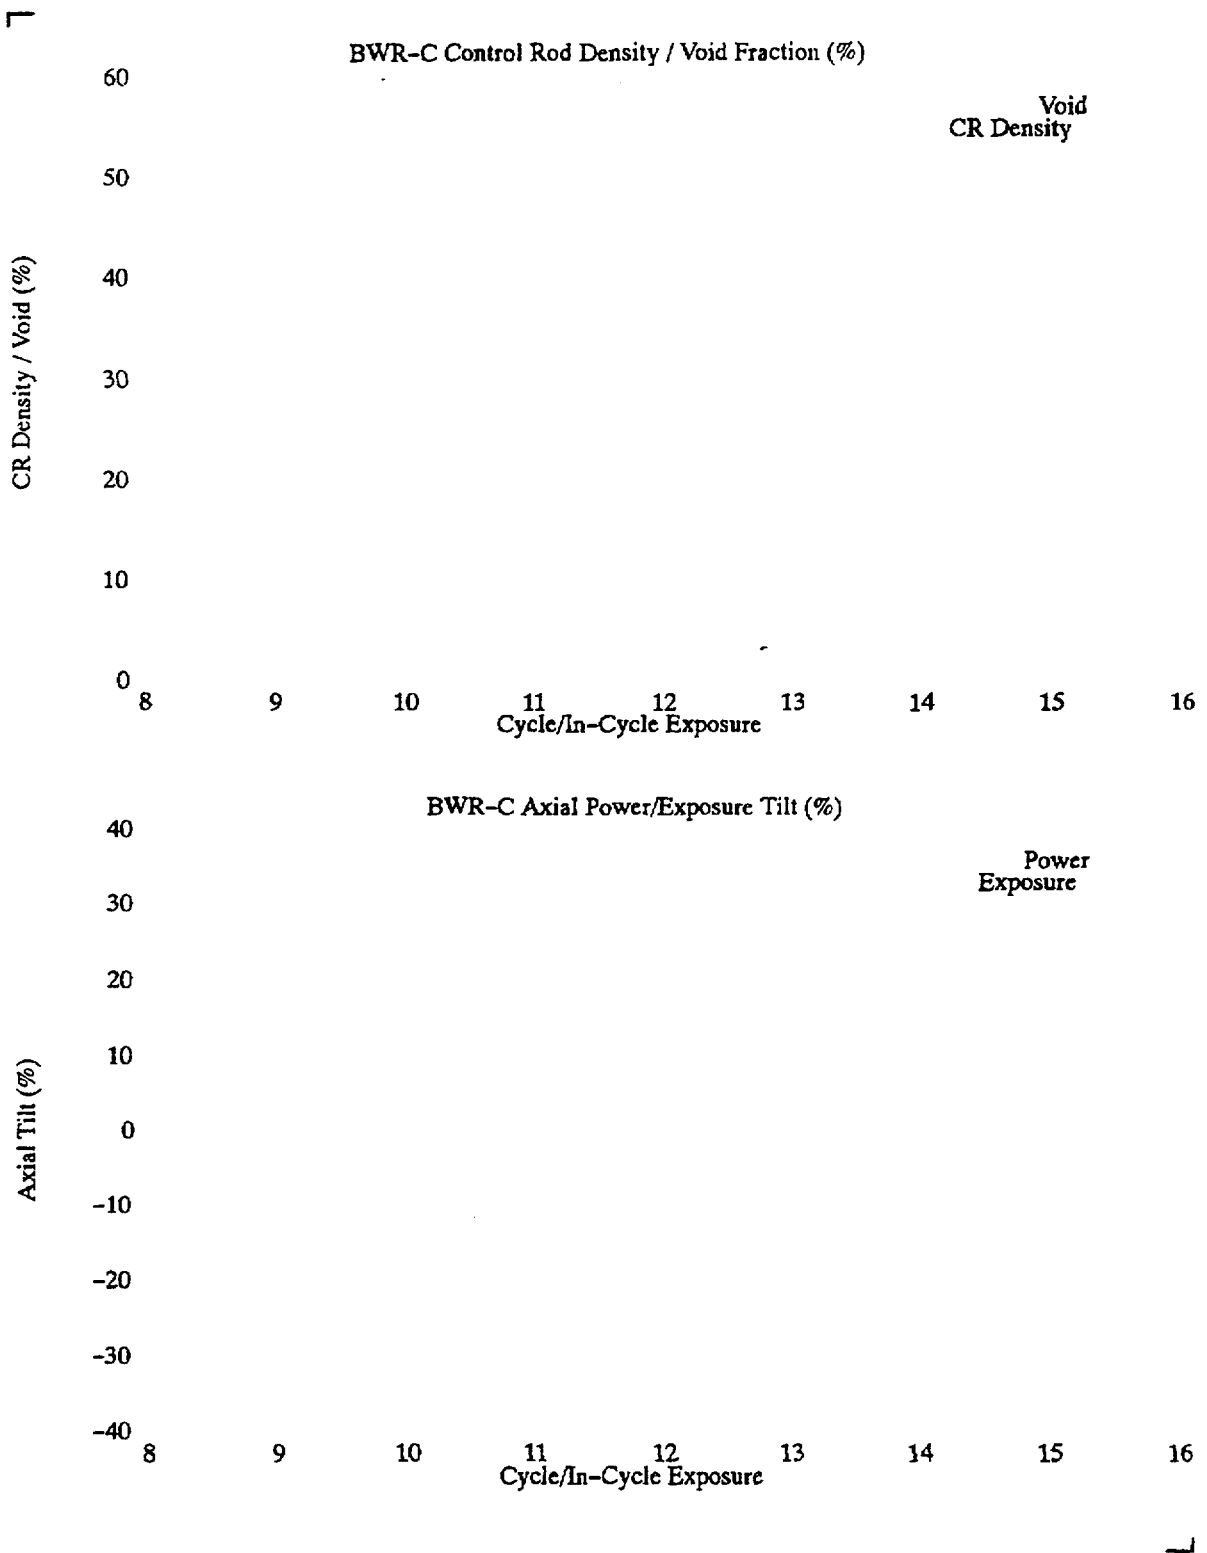 BWR-C Control Rod Density / Void Fraction (%)
60
Void
CR Density
50
40
30
20
10
0
CR Density / Void (%)
8 9 10 11 12 13 14 15 16
Cycle/In-Cycle Exposure
BWR-C Axial Power/Exposure Tilt (%)
40
Power
Exposure
30
20
10
0
-10
-20
-30
-40
Axial Tilt (%)
8 9 10 11 12 13 14 15 16
Cycle/In-Cycle Exposure